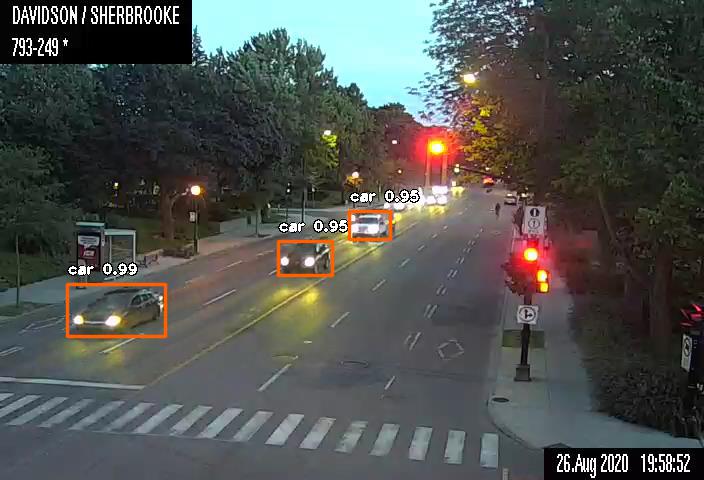 DAVIDSON / SHERBROOKE
793-249 *
car 0.95
car 0.95
car 0.99
26.Aug 2020 19:58:52